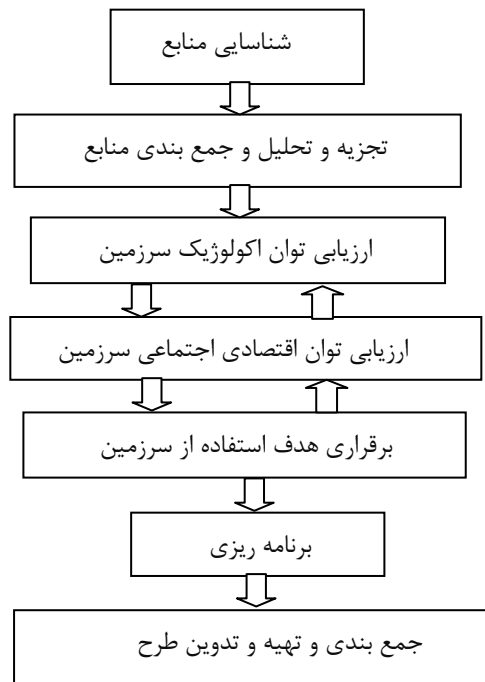 شناسایی منابع
تجزیه و تحلیل و جمع بندی منابع
ارزیابی توان اکولوژیک سرزمین
ارزیابی توان اقتصادی اجتماعی سرزمین
برقراری هدف استفاده از سرزمین
برنامه ریزی
جمع بندی و تهیه و تدوین طرح